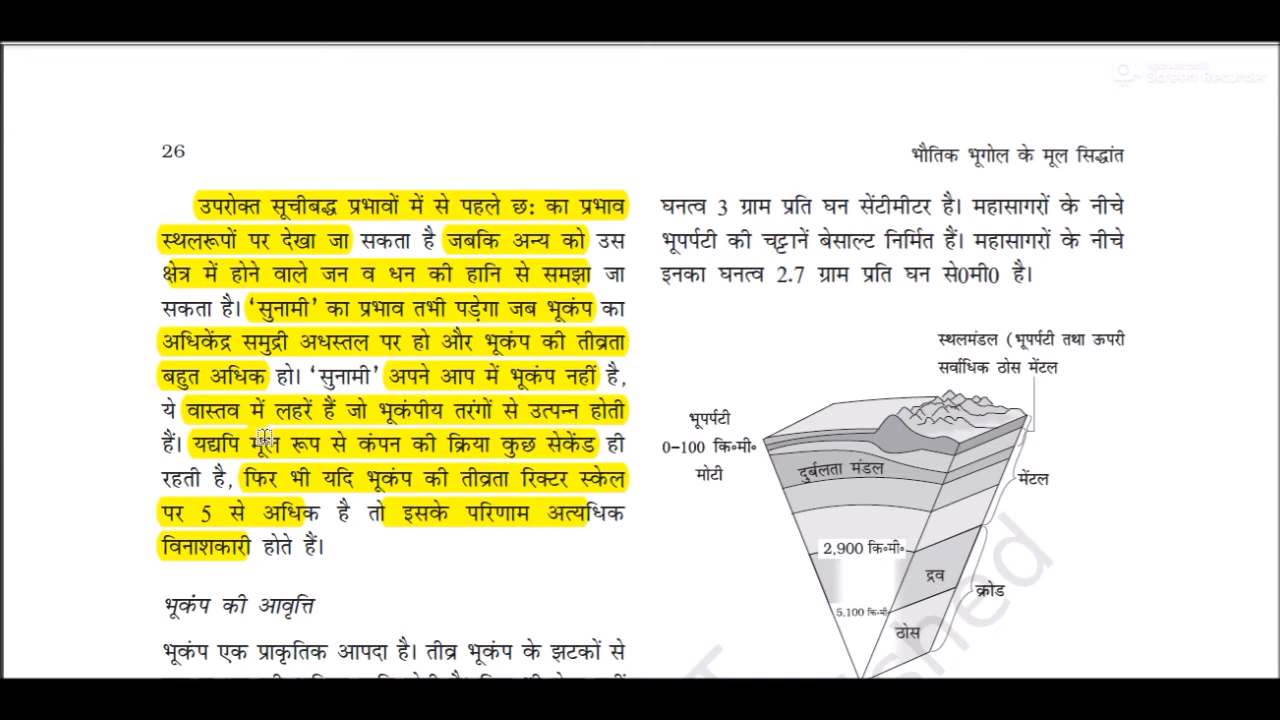 Apowersoft
Screen Recorder
26
भौतिक भूगोल के मूल सिद्धांत
उपरोक्त सूचीबद्ध प्रभावों में से पहले छः का प्रभाव
स्थलरूपों पर देखा जा सकता है जबकि अन्य को उस
क्षेत्र में होने वाले जन व धन की हानि से समझा जा
सकता है। ‘सुनामी’ का प्रभाव तभी पड़ेगा जब भूकंप का
अधिकेंद्र समुद्री अधस्तल पर हो और भूकंप की तीव्रता
बहुत अधिक हो। ‘सुनामी’ अपने आप में भूकंप नहीं है,
ये वास्तव में लहरें हैं जो भूकंपीय तरंगों से उत्पन्न होती
हैं। यद्यपि मूल रूप से कंपन की क्रिया कुछ सेकेंड ही
रहती है, फिर भी यदि भूकंप की तीव्रता रिक्टर स्केल
पर 5 से अधिक है तो इसके परिणाम अत्यधिक
विनाशकारी होते हैं।
भूकंप की आवृत्ति
भूकंप एक प्राकृतिक आपदा है। तीव्र भूकंप के झटकों से
घनत्व 3 ग्राम प्रति घन सेंटीमीटर है। महासागरों के नीचे
भूपर्पटी की चट्टानें बेसाल्ट निर्मित हैं। महासागरों के नीचे
इनका घनत्व 2.7 ग्राम प्रति घन से0मी0 है।
स्थलमंडल (भूपर्पटी तथा ऊपरी
सर्वाधिक ठोस मेंटल
भूपर्पटी
0-100 कि॰मी॰
मोटी
दुर्बलता मंडल
मेंटल
2,900 कि॰मी॰
द्रव
क्रोड
5,100 कि॰मी
ठोस
shed